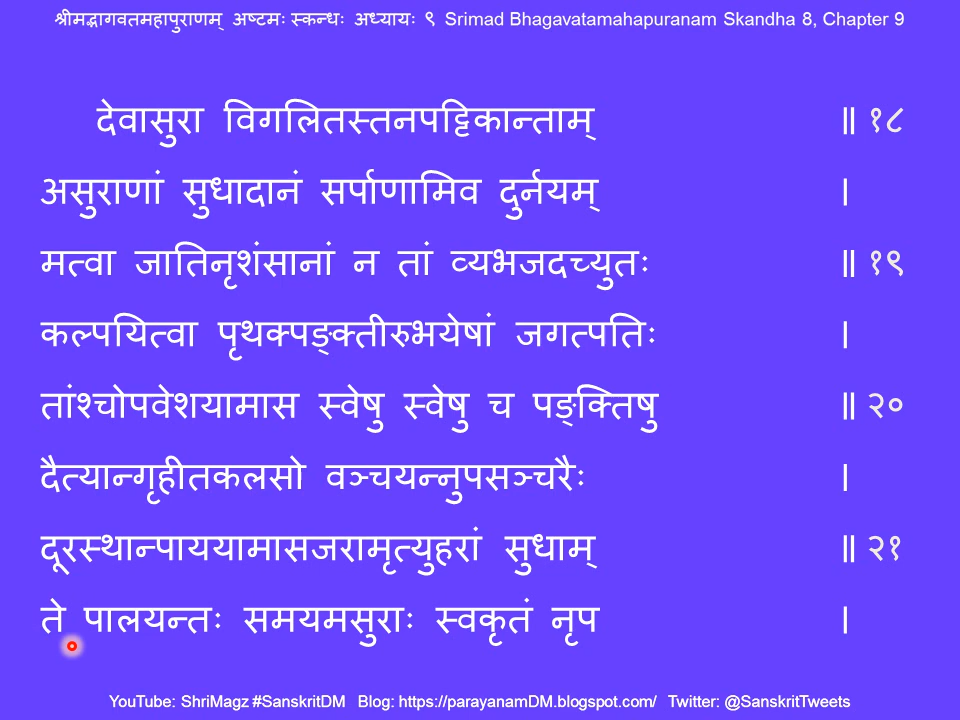 श्रीमद्भागवतमहापुराणम् अष्टमः स्कन्धः अध्यायः ९ Srimad Bhagavatamahapuranam Skandha 8, Chapter 9
देवासुरा विगलितस्तनपट्टिकान्ताम् ॥ १८
असुराणां सुधादानं सर्पाणामिव दुर्नयम् ।
मत्वा जातिनृशंसानां न तां व्यभजदच्युतः ॥ १९
कल्पयित्वा पृथक्पङ्क्तीरुभयेषां जगत्पतिः ।
तांश्चोपवेशयामास स्वेषु स्वेषु च पङ्क्तिषु ॥ २०
दैत्यान्गृहीतकलसो वञ्चयन्नुपसञ्चरैः ।
दूरस्थान्पाययामासजरामृत्युहरां सुधाम् ॥ २१
ते पालयन्तः समयमसुराः स्वकृतं नृप ।
YouTube: ShriMagz #SanskritDM Blog: https://parayanamDM.blogspot.com/ Twitter: @SanskritTweets